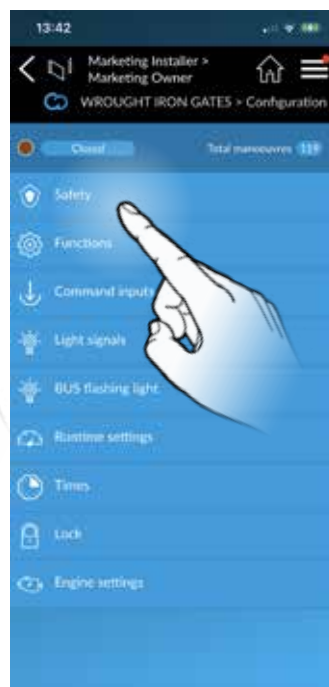 13:42
Marketing Installer >
Marketing Owner
WROUGHT IRON GATES > Configuration
Closed
Total manoeuvres 119
Safety
Functions
Command inputs
Light signals
BUS flashing light
Runtime settings
Times
Lock
Engine settings